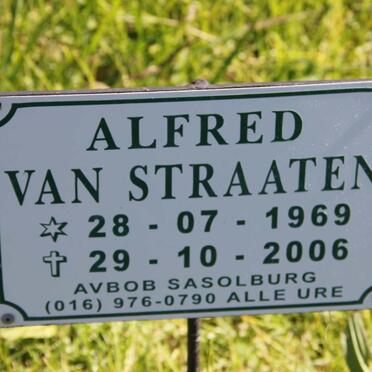 ALFRED
VAN STRAATEN
28 - 07 - 1969
29 - 10 - 2006
AVBOB SASOLBURG
(016) 976-0790 ALLE URE